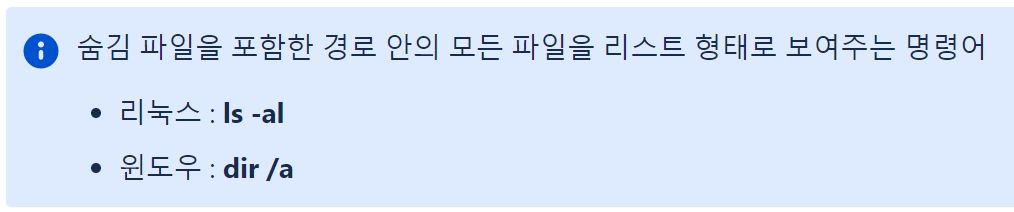 숨김 파일을 포함한 경로 안의 모든 파일을 리스트 형태로 보여주는 명령어
• 리눅스 : ls -al
• 윈도우 : dir /a